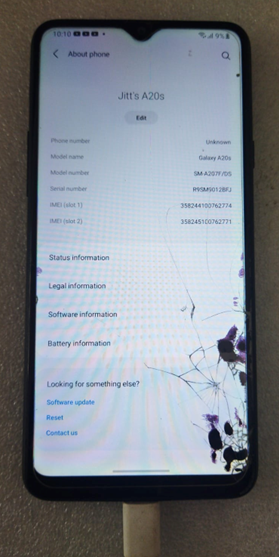 10:10
9%
About phone
Jitt's A20s
Edit
Phone number Unknown
Model name Galaxy A20s
Model number SM-A207F/DS
Serial number R9SM9012BFJ
IMEI (slot 1) 358244100762774
IMEI (slot 2) 358245100762771
Status information
Legal information
Software information
Battery information
Looking for something else?
Software update
Reset
Contact us